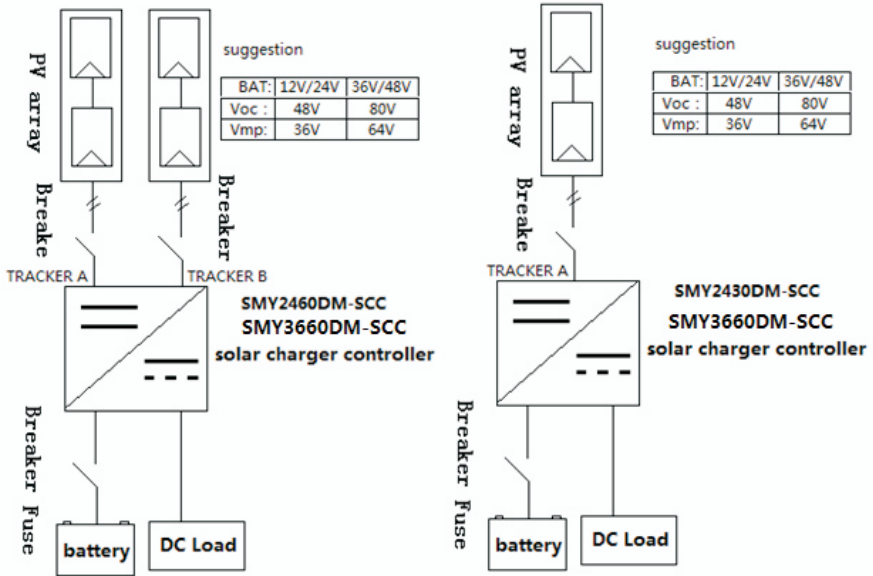 PV array
suggestion
BAT: 12V/24V 36V/48V
Voc : 48V 80V
Vmp: 36V 64V
Breake
Breaker
TRACKER A
TRACKER B
SMY2460DM-SCC
SMY3660DM-SCC
solar charger controller
Breaker Fuse
battery
DC Load
PV array
suggestion
BAT: 12V/24V 36V/48V
Voc : 48V 80V
Vmp: 36V 64V
Breake
TRACKER A
SMY2430DM-SCC
SMY3660DM-SCC
solar charger controller
Breaker Fuse
battery
DC Load